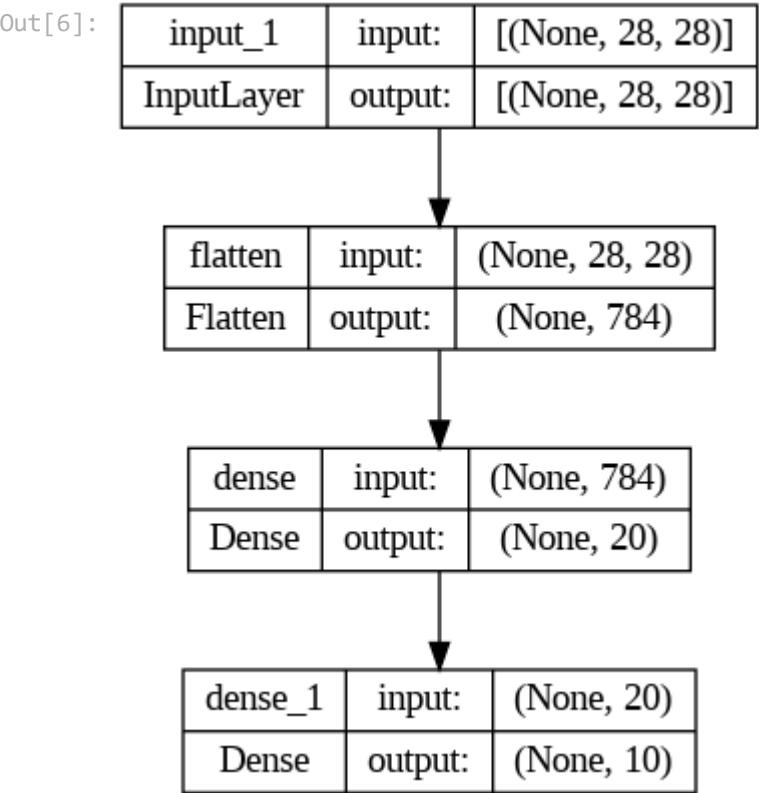 Out[6]:
input_1 input: [(None, 28, 28)]
InputLayer output: [(None, 28, 28)]
flatten input: (None, 28, 28)
Flatten output: (None, 784)
dense input: (None, 784)
Dense output: (None, 20)
dense_1 input: (None, 20)
Dense output: (None, 10)